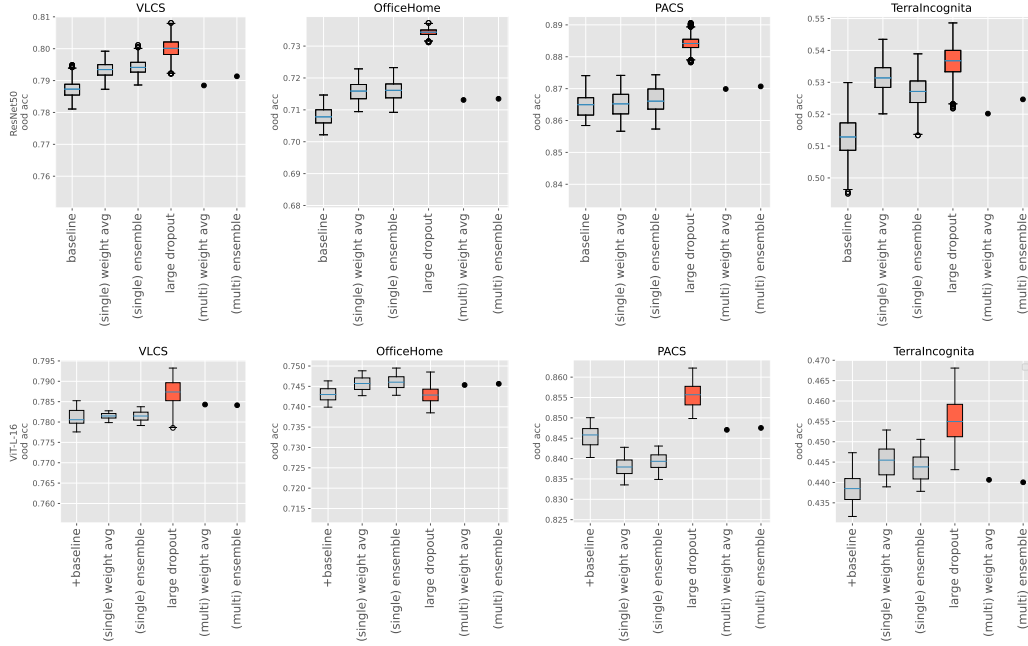 VLCS
OfficeHome
PACS
TerraIncognita
ResNet50
ood acc
0.81
0.80
0.79
0.78
0.77
0.76
baseline
(single) weight avg
(single) ensemble
large dropout
(multi) weight avg
(multi) ensemble
ood acc
0.73
0.72
0.71
0.70
0.69
0.68
baseline
(single) weight avg
(single) ensemble
large dropout
(multi) weight avg
(multi) ensemble
ood acc
0.89
0.88
0.87
0.86
0.85
0.84
baseline
(single) weight avg
(single) ensemble
large dropout
(multi) weight avg
(multi) ensemble
ood acc
0.55
0.54
0.53
0.52
0.51
0.50
baseline
(single) weight avg
(single) ensemble
large dropout
(multi) weight avg
(multi) ensemble
VLCS
OfficeHome
PACS
TerraIncognita
ViT-L-16
ood acc
0.795
0.790
0.785
0.780
0.775
0.770
0.765
0.760
+baseline
(single) weight avg
(single) ensemble
large dropout
(multi) weight avg
(multi) ensemble
ood acc
0.750
0.745
0.740
0.735
0.730
0.725
0.720
0.715
+baseline
(single) weight avg
(single) ensemble
large dropout
(multi) weight avg
(multi) ensemble
ood acc
0.860
0.855
0.850
0.845
0.840
0.835
0.830
0.825
+baseline
(single) weight avg
(single) ensemble
large dropout
(multi) weight avg
(multi) ensemble
ood acc
0.470
0.465
0.460
0.455
0.450
0.445
0.440
0.435
+baseline
(single) weight avg
(single) ensemble
large dropout
(multi) weight avg
(multi) ensemble